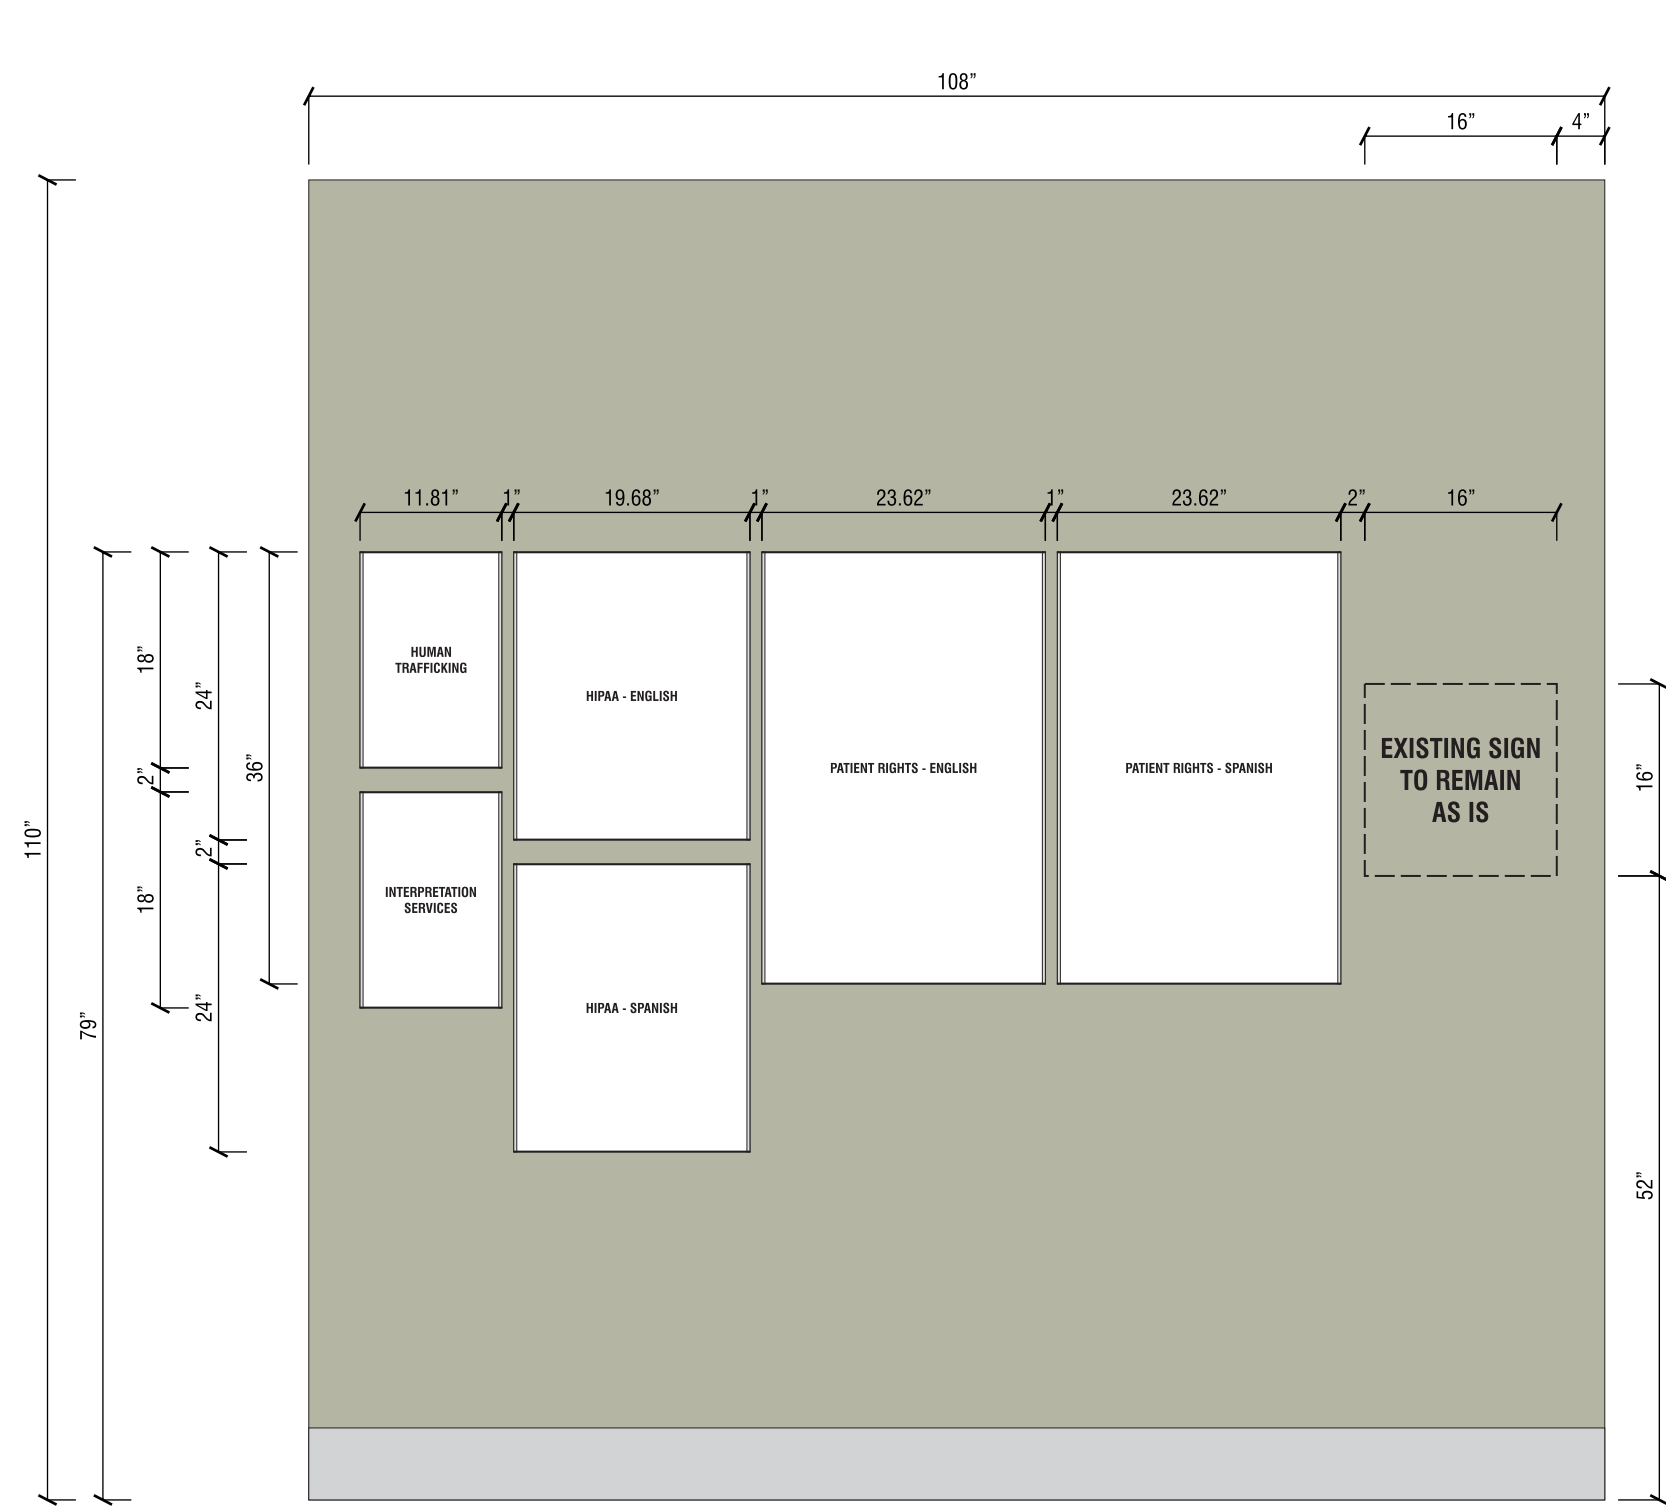 108”
16”
4”
11.81”
1”
19.68”
1”
23.62”
1”
23.62”
2”
16”
18”
24”
36”
2”
110”
2”
18”
24”
79”
HUMAN
TRAFFICKING
HIPAA - ENGLISH
PATIENT RIGHTS - ENGLISH
PATIENT RIGHTS - SPANISH
EXISTING SIGN
TO REMAIN
AS IS
INTERPRETATION
SERVICES
HIPAA - SPANISH
16”
52”